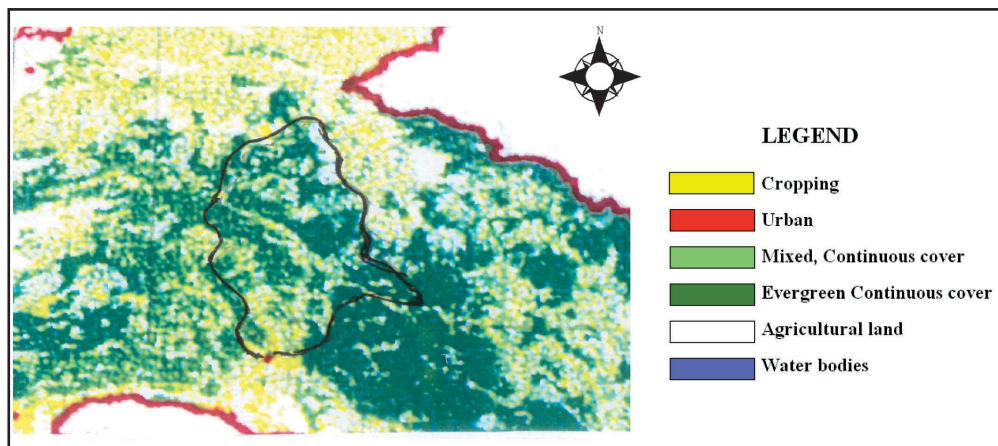 N
LEGEND
Cropping
Urban
Mixed, Continuous cover
Evergreen Continuous cover
Agricultural land
Water bodies